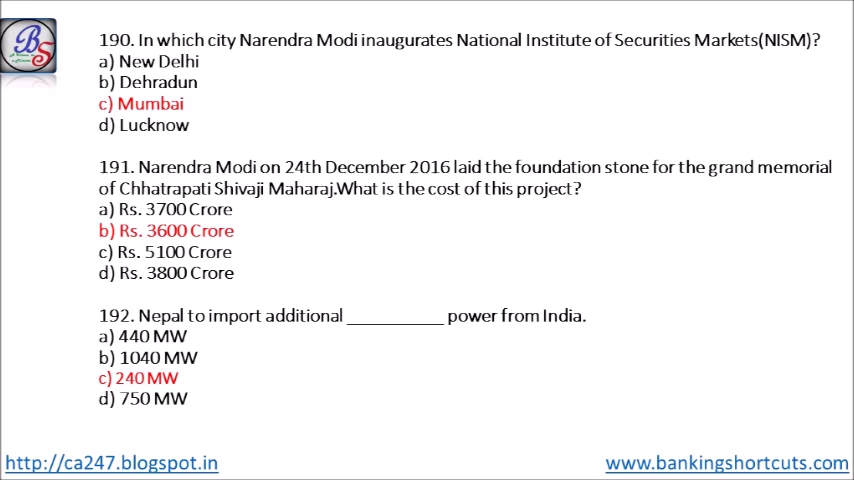 BS
190. In which city Narendra Modi inaugurates National Institute of Securities Markets(NISM)?
a) New Delhi
b) Dehradun
c) Mumbai
d) Lucknow
191. Narendra Modi on 24th December 2016 laid the foundation stone for the grand memorial
of Chhatrapati Shivaji Maharaj.What is the cost of this project?
a) Rs. 3700 Crore
b) Rs. 3600 Crore
c) Rs. 5100 Crore
d) Rs. 3800 Crore
192. Nepal to import additional ___________ power from India.
a) 440 MW
b) 1040 MW
c) 240 MW
d) 750 MW
http://ca247.blogspot.in
www.bankingshortcuts.com